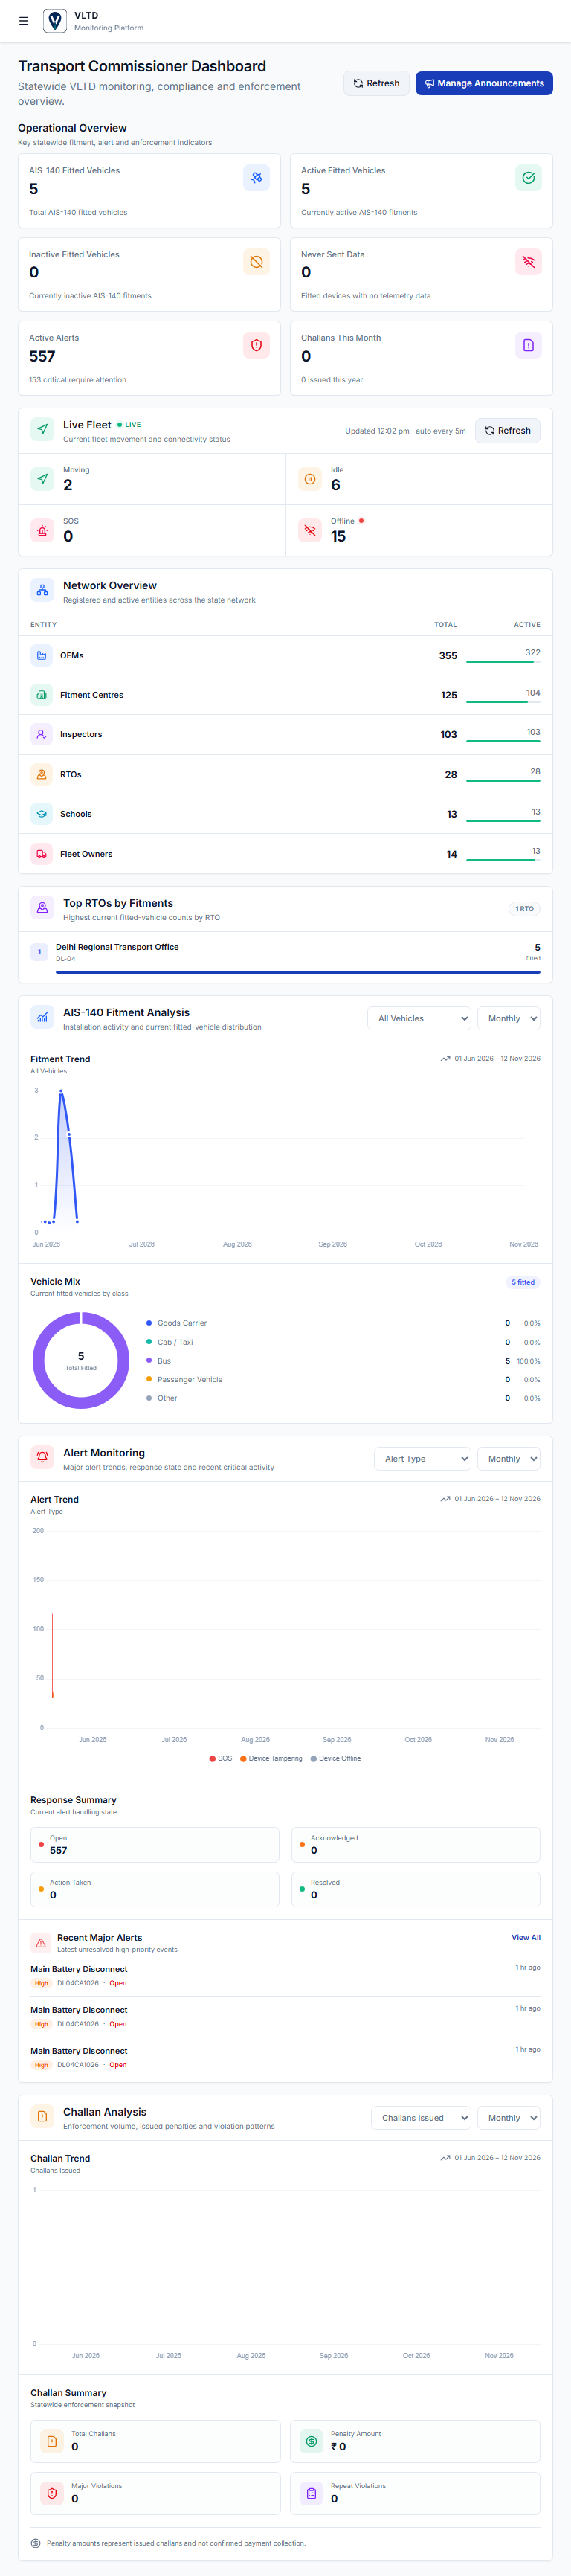 VLTD
Monitoring Platform
Transport Commissioner Dashboard
Statewide VLTD monitoring, compliance and enforcement
overview.
Refresh
Manage Announcements
Operational Overview
Key statewide fitment, alert and enforcement indicators
AIS-140 Fitted Vehicles
5
Total AIS-140 fitted vehicles
Active Fitted Vehicles
5
Currently active AIS-140 fitments
Inactive Fitted Vehicles
0
Currently inactive AIS-140 fitments
Never Sent Data
0
Fitted devices with no telemetry data
Active Alerts
557
153 critical require attention
Challans This Month
0
0 issued this year
Live Fleet LIVE
Current fleet movement and connectivity status
Updated 12:02 pm · auto every 5m
Refresh
Moving
2
Idle
6
SOS
0
Offline
15
Network Overview
Registered and active entities across the state network
ENTITY TOTAL ACTIVE
OEMs 355 322
Fitment Centres 125 104
Inspectors 103 103
RTOs 28 28
Schools 13 13
Fleet Owners 14 13
Top RTOs by Fitments
Highest current fitted-vehicle counts by RTO
1 RTO
1
Delhi Regional Transport Office
DL-04
5
fitted
AIS-140 Fitment Analysis
Installation activity and current fitted-vehicle distribution
All Vehicles
Monthly
Fitment Trend
All Vehicles
01 Jun 2026 – 12 Nov 2026
3
2
1
0
Jun 2026 Jul 2026 Aug 2026 Sep 2026 Oct 2026 Nov 2026
Vehicle Mix
Current fitted vehicles by class
5 fitted
5
Total Fitted
Goods Carrier 0 0.0%
Cab / Taxi 0 0.0%
Bus 5 100.0%
Passenger Vehicle 0 0.0%
Other 0 0.0%
Alert Monitoring
Major alert trends, response state and recent critical activity
Alert Type
Monthly
Alert Trend
Alert Type
01 Jun 2026 – 12 Nov 2026
200
150
100
50
0
Jun 2026 Jul 2026 Aug 2026 Sep 2026 Oct 2026 Nov 2026
SOS Device Tampering Device Offline
Response Summary
Current alert handling state
Open
557
Acknowledged
0
Action Taken
0
Resolved
0
Recent Major Alerts
Latest unresolved high-priority events
View All
Main Battery Disconnect 1 hr ago
High DL04CA1026 · Open
Main Battery Disconnect 1 hr ago
High DL04CA1026 · Open
Main Battery Disconnect 1 hr ago
High DL04CA1026 · Open
Challan Analysis
Enforcement volume, issued penalties and violation patterns
Challans Issued
Monthly
Challan Trend
Challans Issued
01 Jun 2026 – 12 Nov 2026
1
0
Jun 2026 Jul 2026 Aug 2026 Sep 2026 Oct 2026 Nov 2026
Challan Summary
Statewide enforcement snapshot
Total Challans
0
Penalty Amount
₹ 0
Major Violations
0
Repeat Violations
0
Penalty amounts represent issued challans and not confirmed payment collection.